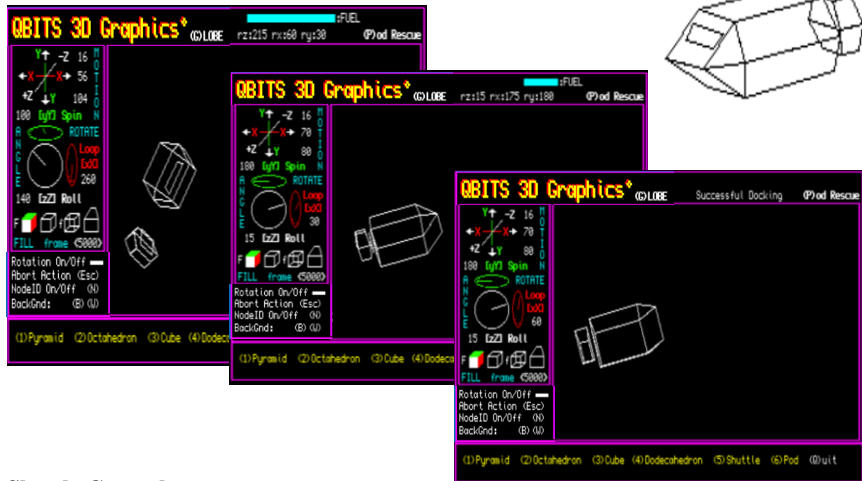 :FUEL
QBITS 3D Graphics* (G)LOBE rz:215 rx:60 ry:30 (P)od Rescue
Y -Z 16
X X 56
+Z Y 104
MOTION
100 [yY] Spin
ANGLE
ROTATE
Loop
[xX]
260
140 [zZ] Roll
F f
FILL frame <5000>
Rotation On/Off
Abort Action (Esc)
NodeID On/Off (N)
BackGnd: (B) (W)
(1)Pyramid (2)Octahedron (3)Cube (4)Dodec
:FUEL
QBITS 3D Graphics* (G)LOBE rz:15 rx:175 ry:180 (P)od Rescue
Y -Z 16
X X 70
+Z Y 80
MOTION
180 [yY] Spin
ANGLE
ROTATE
Loop
[xX]
30
15 [zZ] Roll
F f
FILL frame <5000>
Rotation On/Off
Abort Action (Esc)
NodeID On/Off (N)
BackGnd: (B) (W)
(1)Pyramid (2)Octahedron (3)Cube (4)Dodeca
QBITS 3D Graphics* (G)LOBE Successful Docking (P)od Rescue
Y -Z 16
X X 70
+Z Y 80
MOTION
180 [yY] Spin
ANGLE
ROTATE
Loop
[xX]
60
15 [zZ] Roll
F f
FILL frame <5000>
Rotation On/Off
Abort Action (Esc)
NodeID On/Off (N)
BackGnd: (B) (W)
(1)Pyramid (2)Octahedron (3)Cube (4)Dodecahedron (5)Shuttle (6)Pod (Q)uit